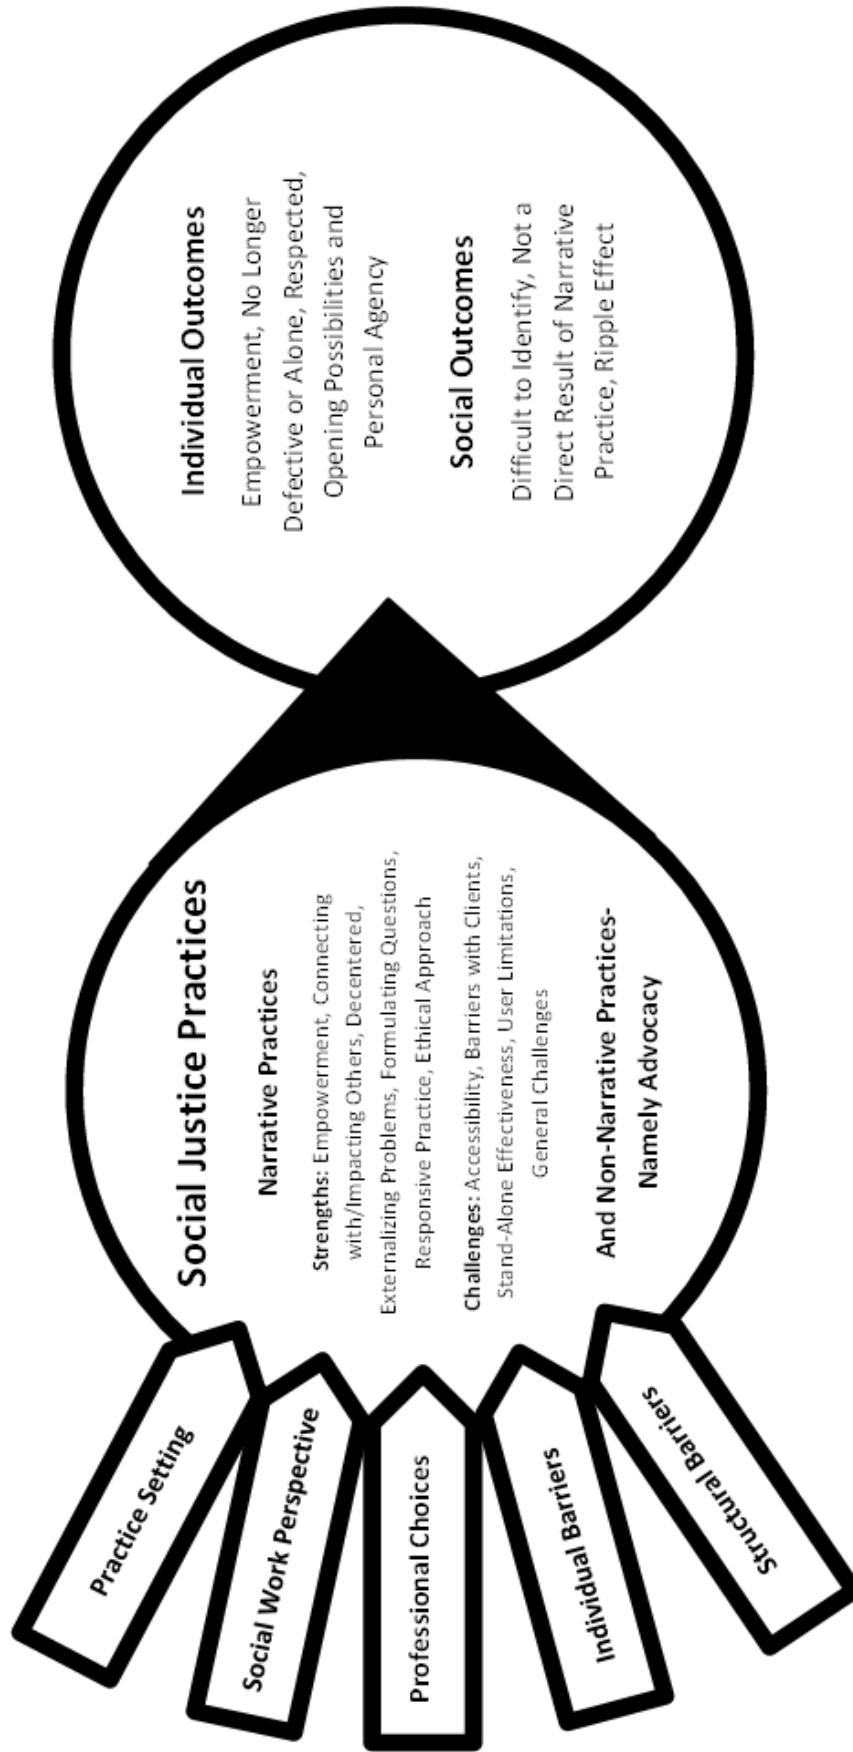 Practice Setting
Social Work Perspective
Professional Choices
Individual Barriers
Structural Barriers
Social Justice Practices
Narrative Practices
Strengths: Empowerment, Connecting
with/Impacting Others, Decentered,
Externalizing Problems, Formulating Questions,
Responsive Practice, Ethical Approach
Challenges: Accessibility, Barriers with Clients,
Stand-Alone Effectiveness, User Limitations,
General Challenges
And Non-Narrative Practices-
Namely Advocacy
Individual Outcomes
Empowerment, No Longer
Defective or Alone, Respected,
Opening Possibilities and
Personal Agency
Social Outcomes
Difficult to Identify, Not a
Direct Result of Narrative
Practice, Ripple Effect